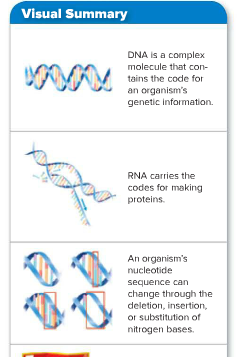 Visual Summary
DNA is a complex
molecule that con-
tains the code for
an organism's
genetic information.
RNA carries the
codes for making
proteins.
An organism's
nucleotide
sequence can
change through the
deletion, insertion,
or substitution of
nitrogen bases.